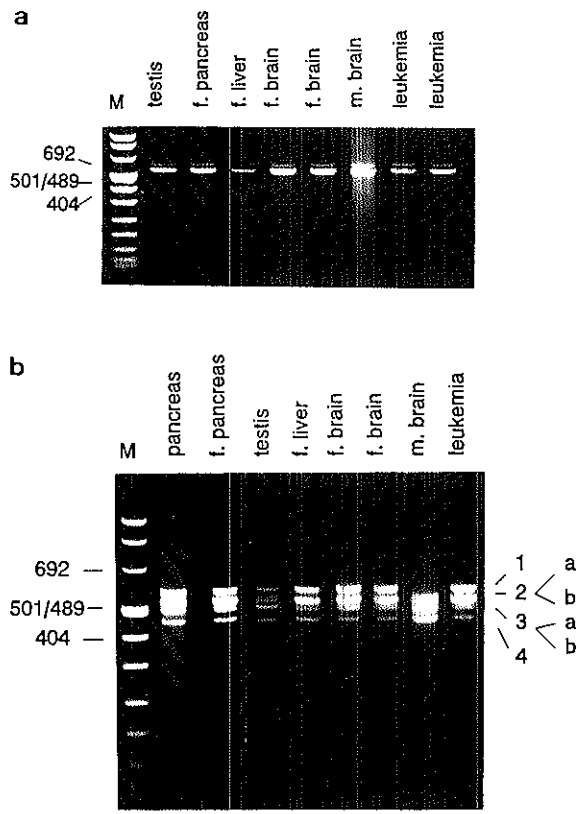 a
M
testis
f. pancreas
f. liver
f. brain
f. brain
m. brain
leukemia
leukemia
692
501/489
404
b
M
pancreas
f. pancreas
testis
f. liver
f. brain
f. brain
m. brain
leukemia
692
501/489
404
1
2
3
4
a
b
a
b